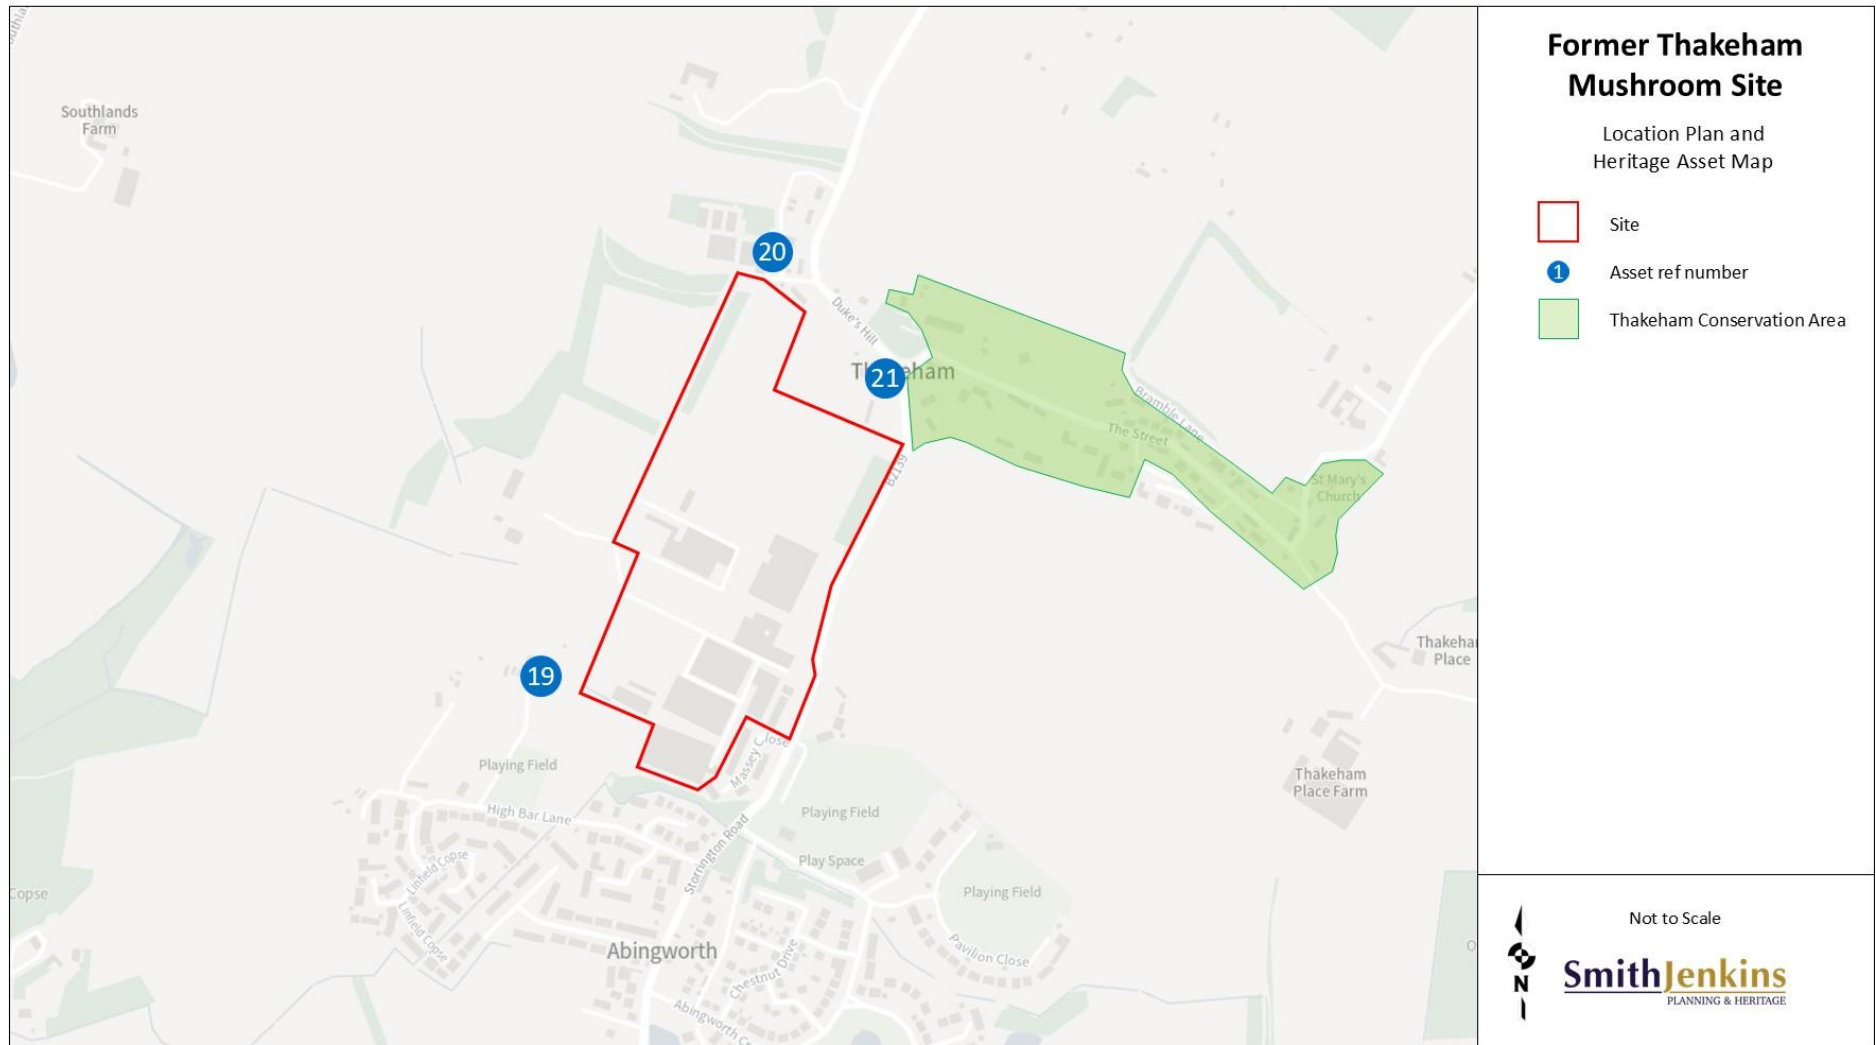 Southlands
Farm
20
Duke's Hill
Thakeham
21
Bramble Lane
The Street
B2139
St Mary's
Church
19
Thakeha
Place
Playing Field
Massey Close
Thakeham
Place Farm
High Bar Lane
Playing Field
Storrington Road
Play Space
Linfield Copse
Linfield Copse
Playing Field
Copse
Pavilion Close
Abingworth
Chestnut Drive
Abingworth C
Former Thakeham
Mushroom Site
Location Plan and
Heritage Asset Map
Site
1 Asset ref number
Thakeham Conservation Area
Not to Scale
N
SmithJenkins
PLANNING & HERITAGE